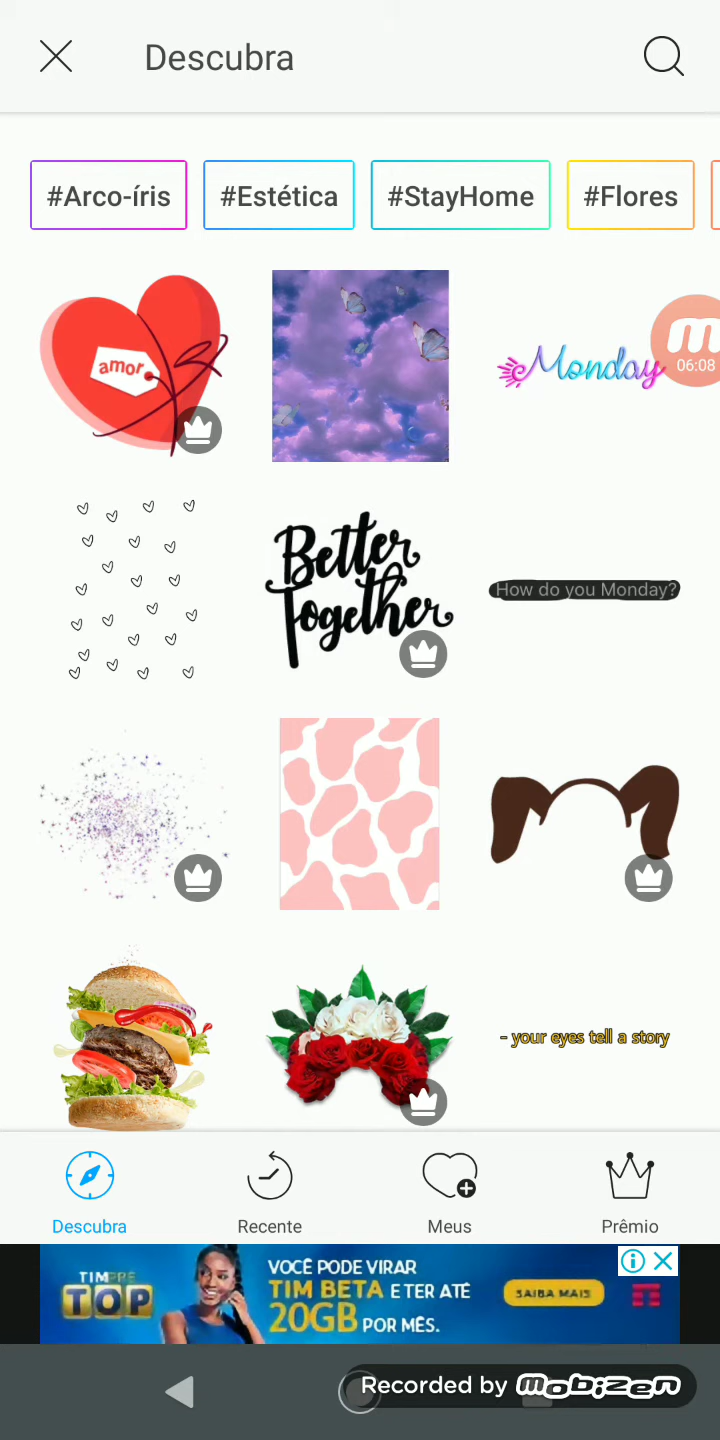 Descubra
#Arco-íris
#Estética
#StayHome
#Flores
amor
Monday
06:08
Better
Together
How do you Monday?
- your eyes tell a story
Descubra
Recente
Meus
Prêmio
TIM PRÉ
TOP
VOCÊ PODE VIRAR
TIM BETA E TER ATÉ
20GB POR MÊS.
SAIBA MAIS
Recorded by mobizen